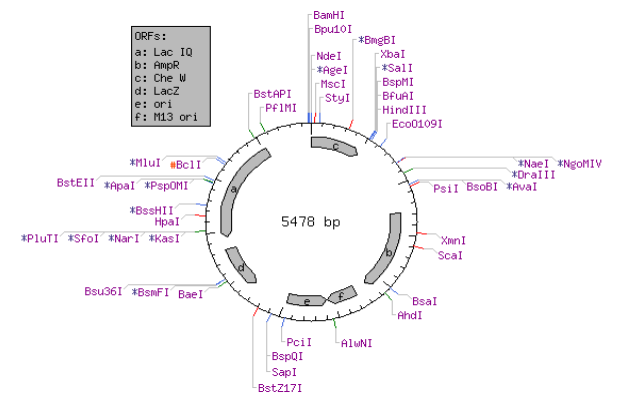 ORFs:
a: Lac IQ
b: AmpR
c: Che W
d: LacZ
e: ori
f: M13 ori
BamHI
Bpu10I
*BmgBI
NdeI
*AgeI
MscI
StyI
XbaI
*SalI
BspMI
BfuAI
HindIII
EcoO109I
BstAPI
PflMI
*MluI #BclI
BstEII *ApaI *PspOMI
*BssHII
HpaI
*PluTI *SfoI *NarI *KasI
Bsu36I *BsmFI BaeI
*NaeI *NgoMIV
*DraIII
PsiI BsoBI *AvaI
XmnI
ScaI
BsaI
AhdI
AlwNI
PciI
BspQI
SapI
BstZ17I
5478 bp
a
b
c
d
e
f